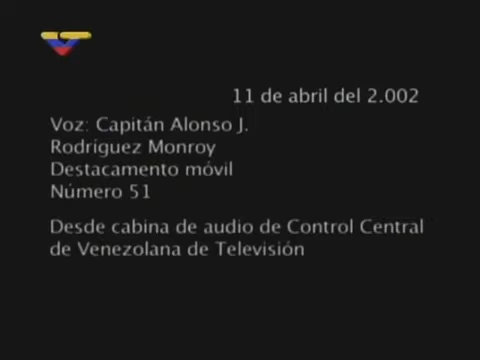 11 de abril del 2.002
Voz: Capitán Alonso J.
Rodríguez Monroy
Destacamento móvil
Número 51
Desde cabina de audio de Control Central
de Venezolana de Televisión